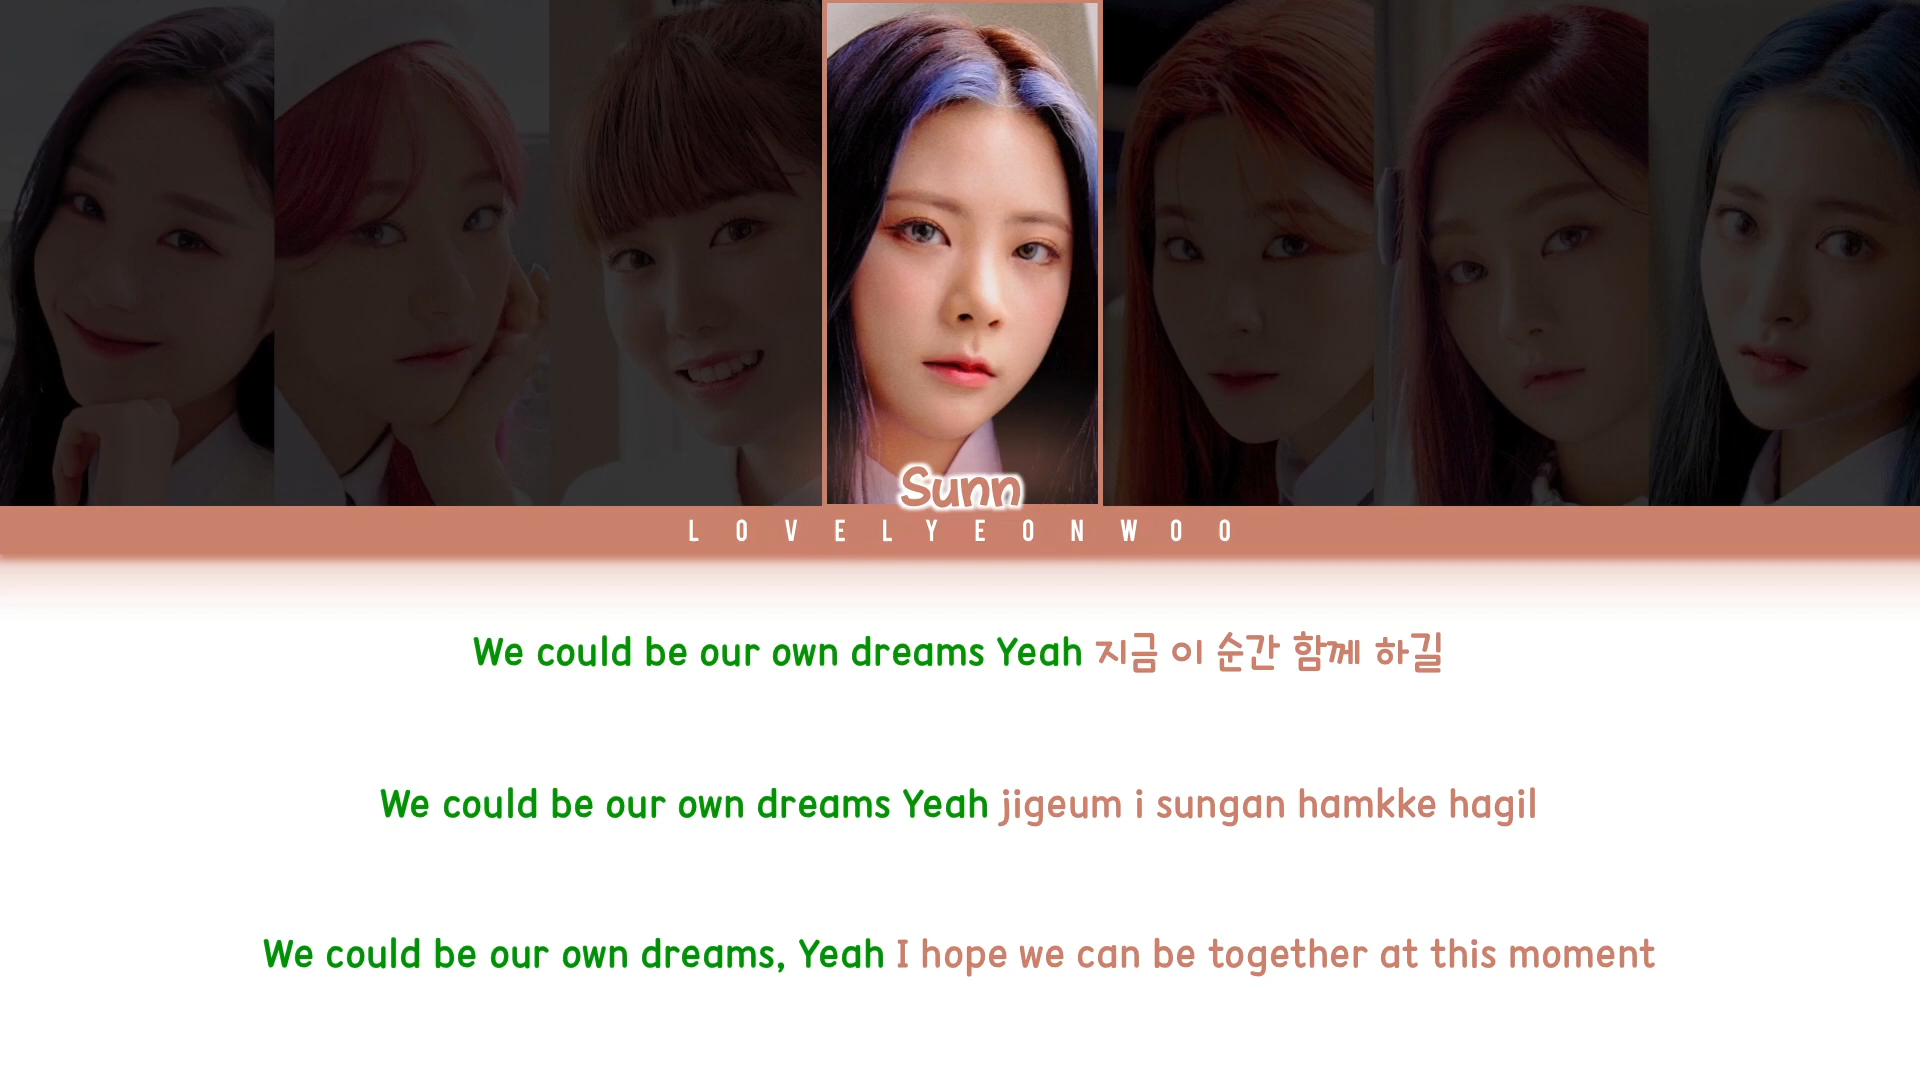 Sunn
LOVELYEONWOO
We could be our own dreams Yeah 지금 이 순간 함께 하길
We could be our own dreams Yeah jigeum i sungan hamkke hagil
We could be our own dreams, Yeah I hope we can be together at this moment